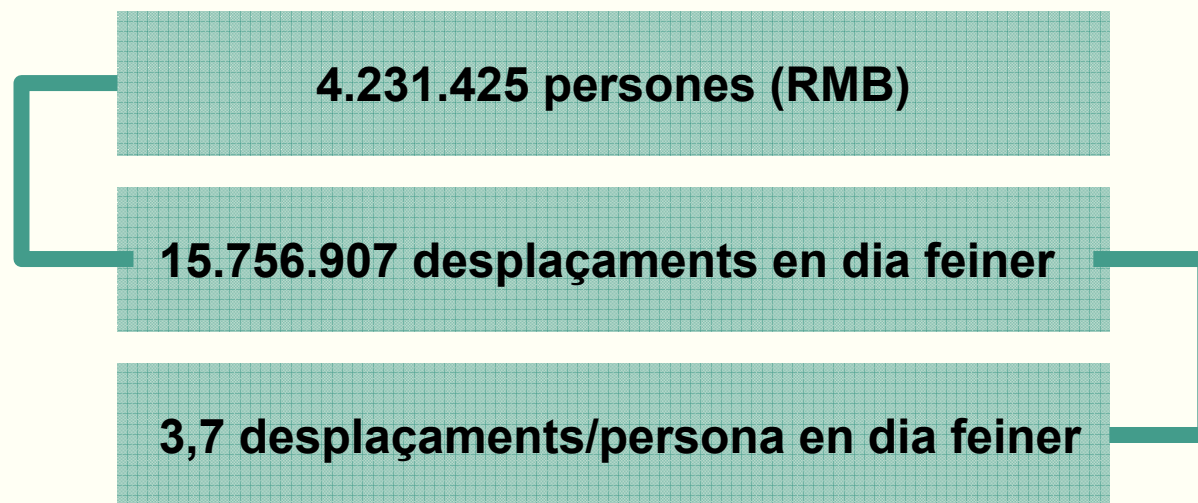 4.231.425 persones (RMB)
15.756.907 desplaçaments en dia feiner
3,7 desplaçaments/persona en dia feiner